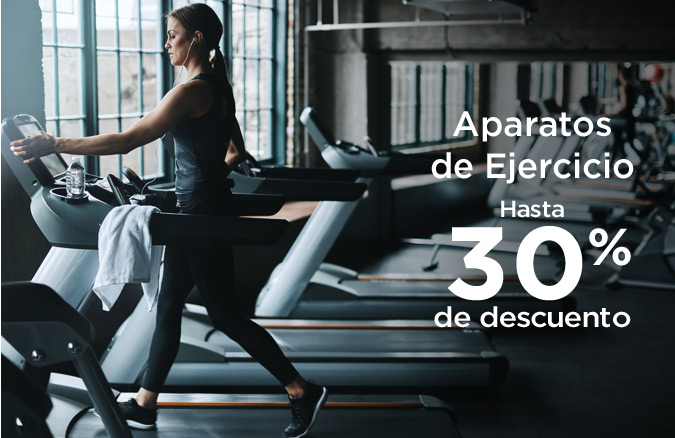 Aparatos
de Ejercicio
Hasta
30%
de descuento